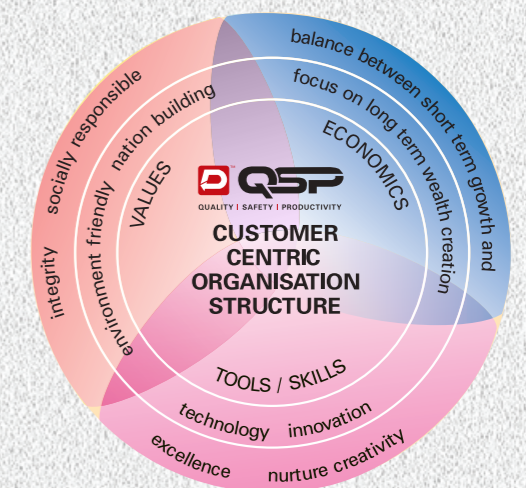 integrity socially responsible
environment friendly nation building
VALUES
balance between short term growth and
focus on long term wealth creation
ECONOMICS
QSP
QUALITY | SAFETY | PRODUCTIVITY
CUSTOMER
CENTRIC
ORGANISATION
STRUCTURE
TOOLS / SKILLS
technology innovation
excellence nurture creativity